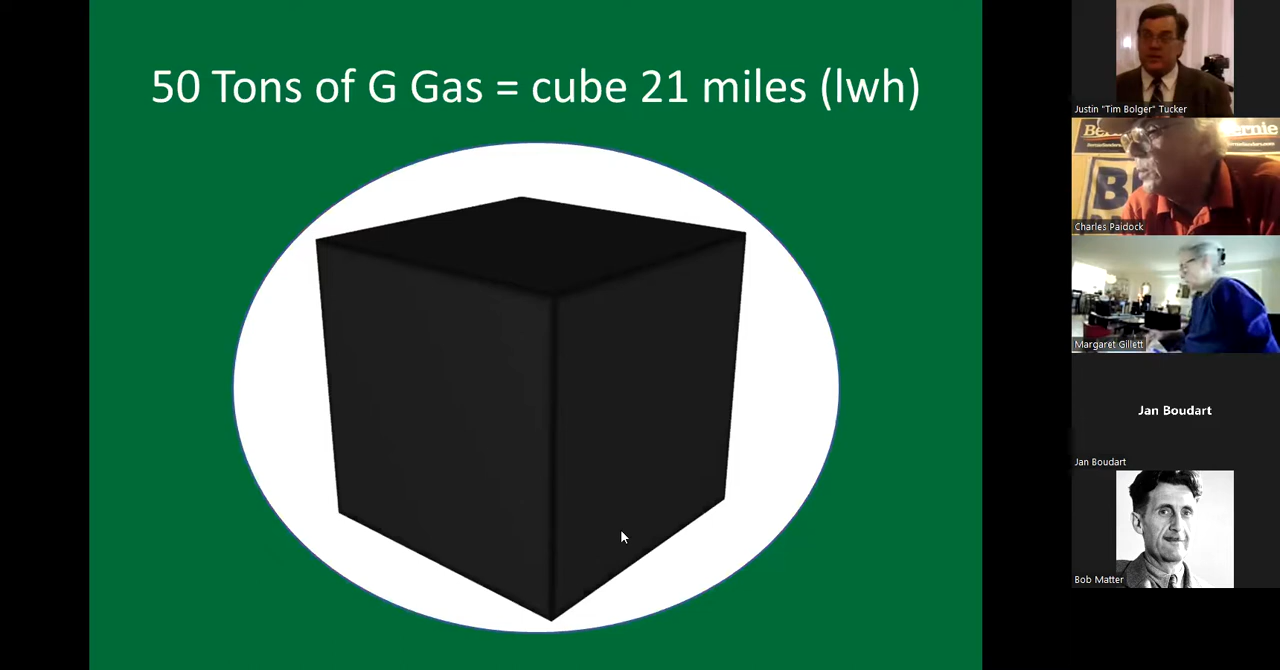 50 Tons of G Gas = cube 21 miles (lwh)
Justin "Tim Bolger" Tucker
Charles Paidock
Margaret Gillett
Jan Boudart
Jan Boudart
Bob Matter